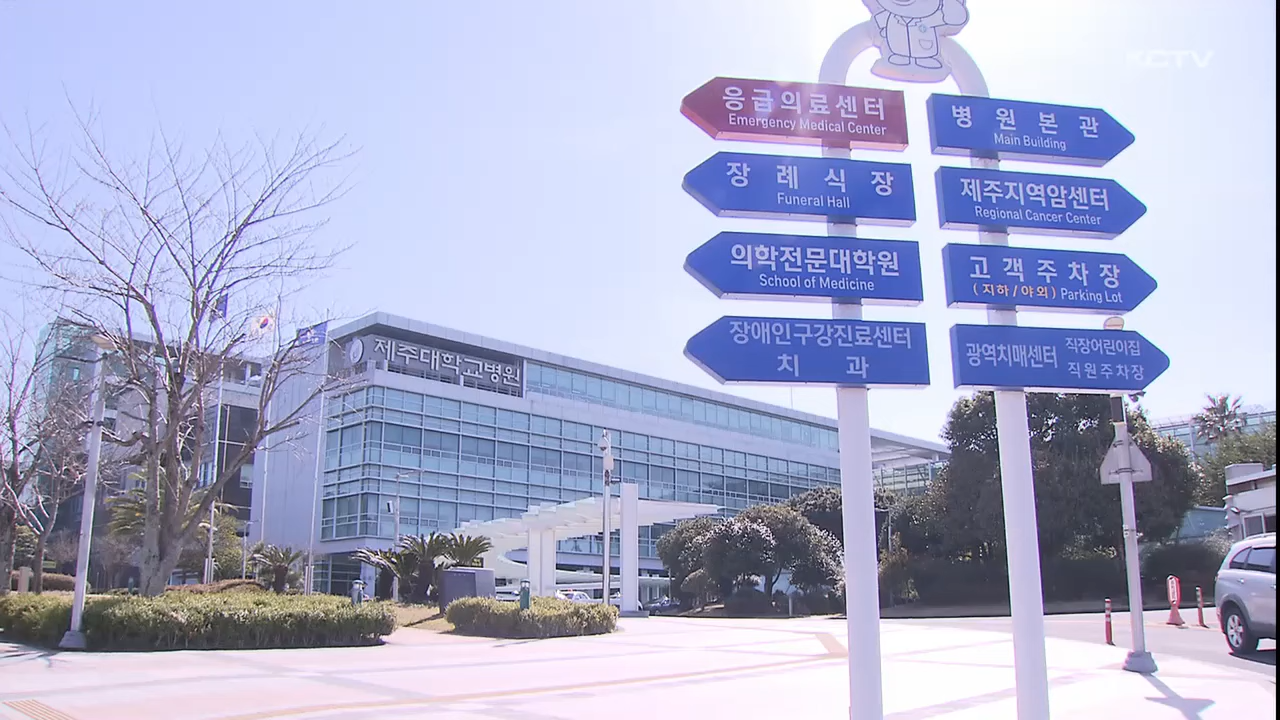 KCTV
응급의료센터
Emergency Medical Center
장례식장
Funeral Hall
의학전문대학원
School of Medicine
장애인구강진료센터
치과
병원본관
Main Building
제주지역암센터
Regional Cancer Center
고객주차장
(지하/야외) Parking Lot
광역치매센터
직장어린이집
직원주차장
제주대학교병원